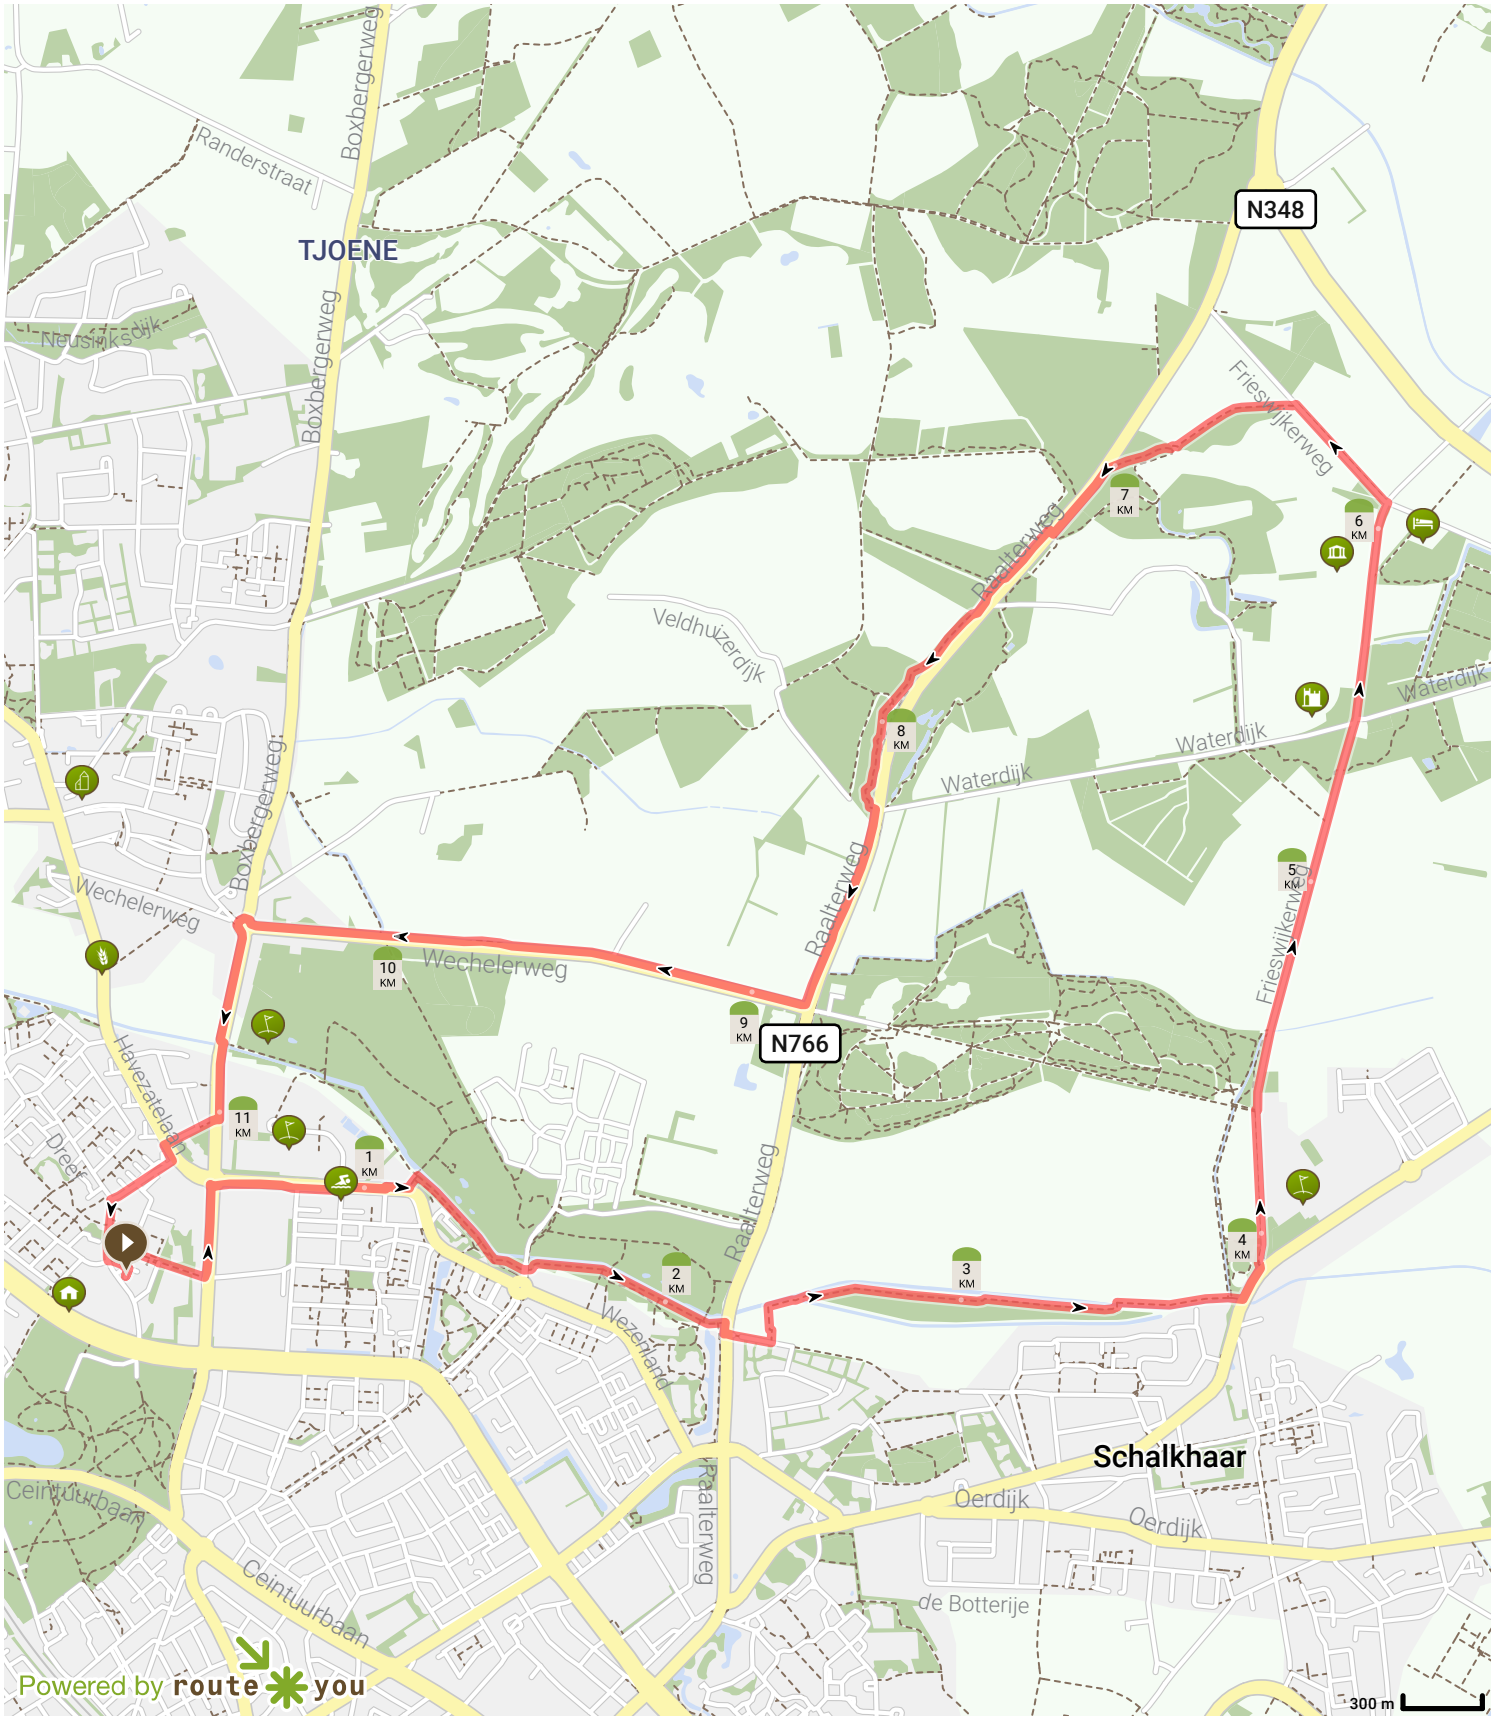 Boxbergerweg
Boxbergerweg
Randerstraat
N348
TJOENE
Boxbergerweg
Neusinksdijk
Frieswijkerweg
7
KM
6
KM
Raalterweg
Veldhuizerdijk
Waterdijk
8
KM
Waterdijk
Waterdijk
Boxbergerweg
Raalterweg
5
KM
Wechelerweg
Frieswijkerweg
10
KM
Wechelerweg
9
KM
N766
Havezatelaan
11
KM
Dreef
1
KM
Raalterweg
4
KM
3
KM
2
KM
Wezenland
Schalkhaar
Ceintuurbaan
Raalterweg
Oerdijk
Oerdijk
Ceintuurbaan
de Botterije
Powered by route you
300 m